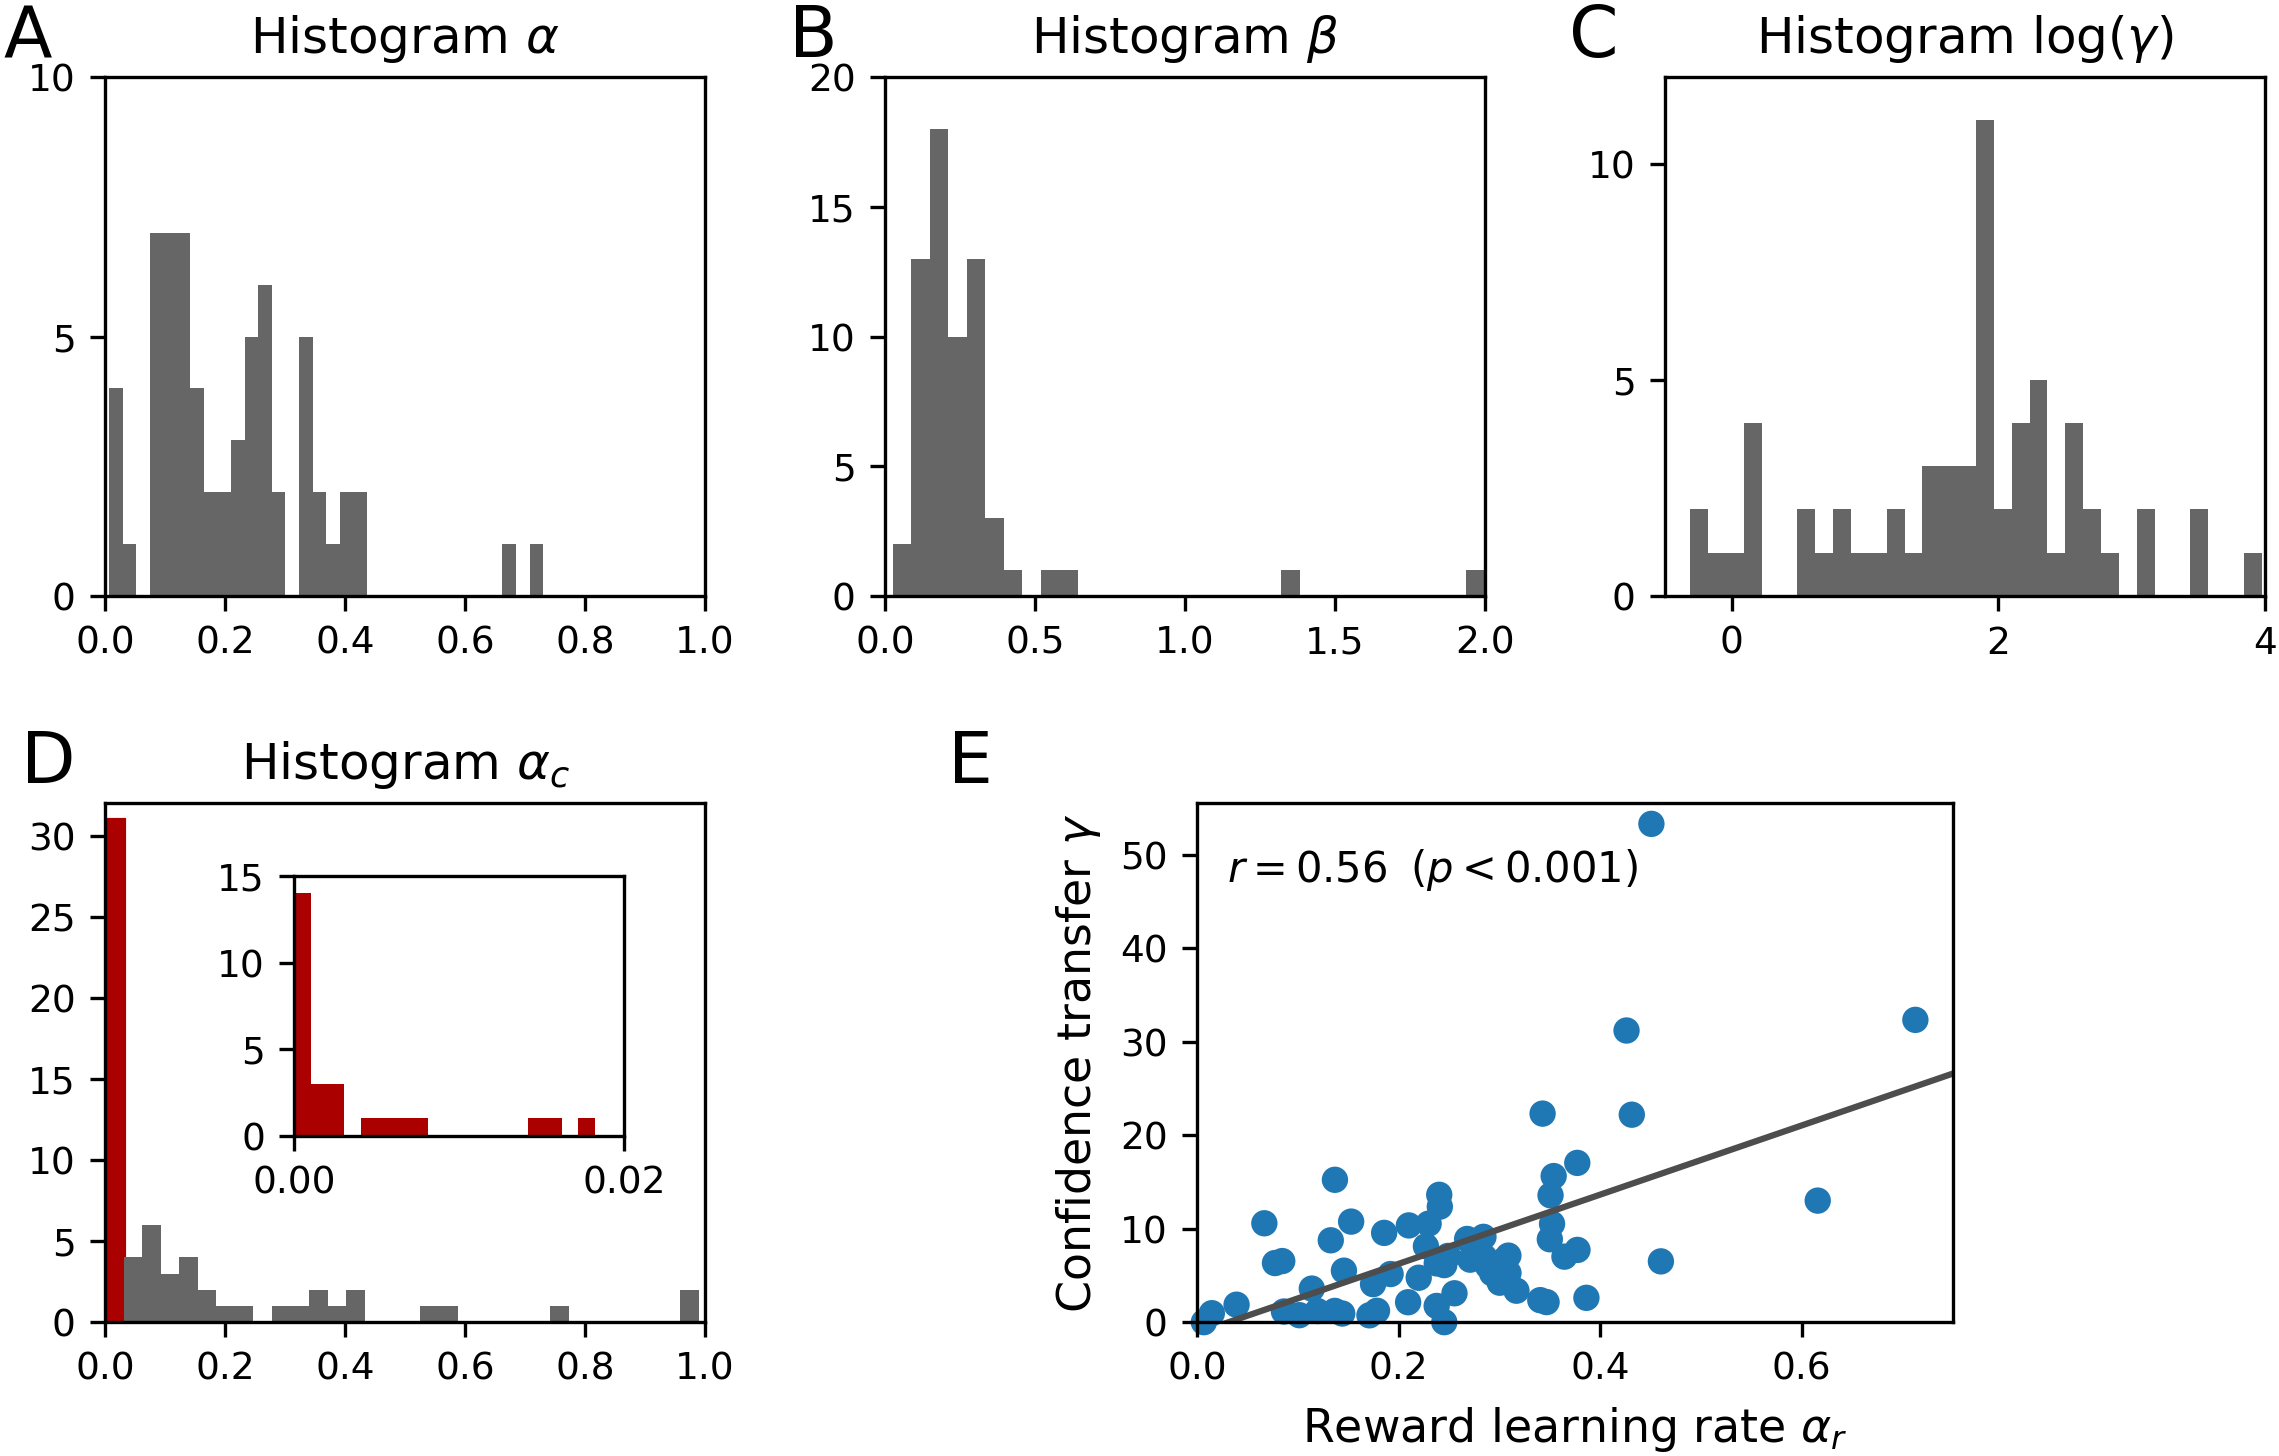 A
Histogram α
10
5
0
0.0 0.2 0.4 0.6 0.8 1.0
B
Histogram β
20
15
10
5
0
0.0 0.5 1.0 1.5 2.0
C
Histogram log(γ)
10
5
0
0 2 4
D
Histogram α_c
30
25
20
15
10
5
0
0.0 0.2 0.4 0.6 0.8 1.0
15
10
5
0
0.00 0.02
E
Confidence transfer γ
50
40
30
20
10
0
r = 0.56 (p < 0.001)
0.0 0.2 0.4 0.6
Reward learning rate α_r